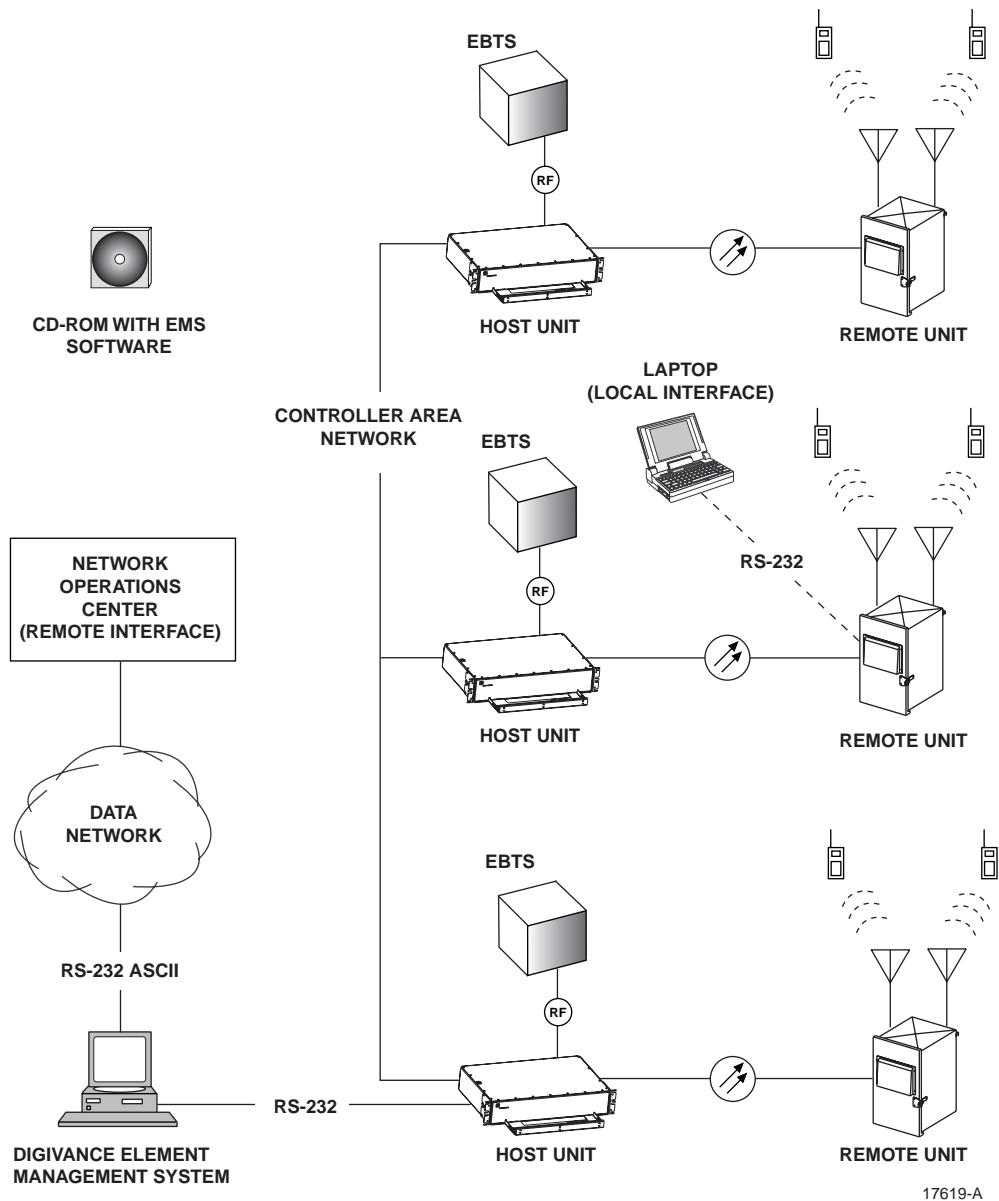 EBTS
RF
HOST UNIT
REMOTE UNIT
CD-ROM WITH EMS
SOFTWARE
LAPTOP
(LOCAL INTERFACE)
CONTROLLER AREA
NETWORK
EBTS
RS-232
RF
HOST UNIT
REMOTE UNIT
NETWORK
OPERATIONS
CENTER
(REMOTE INTERFACE)
DATA
NETWORK
EBTS
RS-232 ASCII
RF
RS-232
HOST UNIT
REMOTE UNIT
DIGIVANCE ELEMENT
MANAGEMENT SYSTEM
17619-A